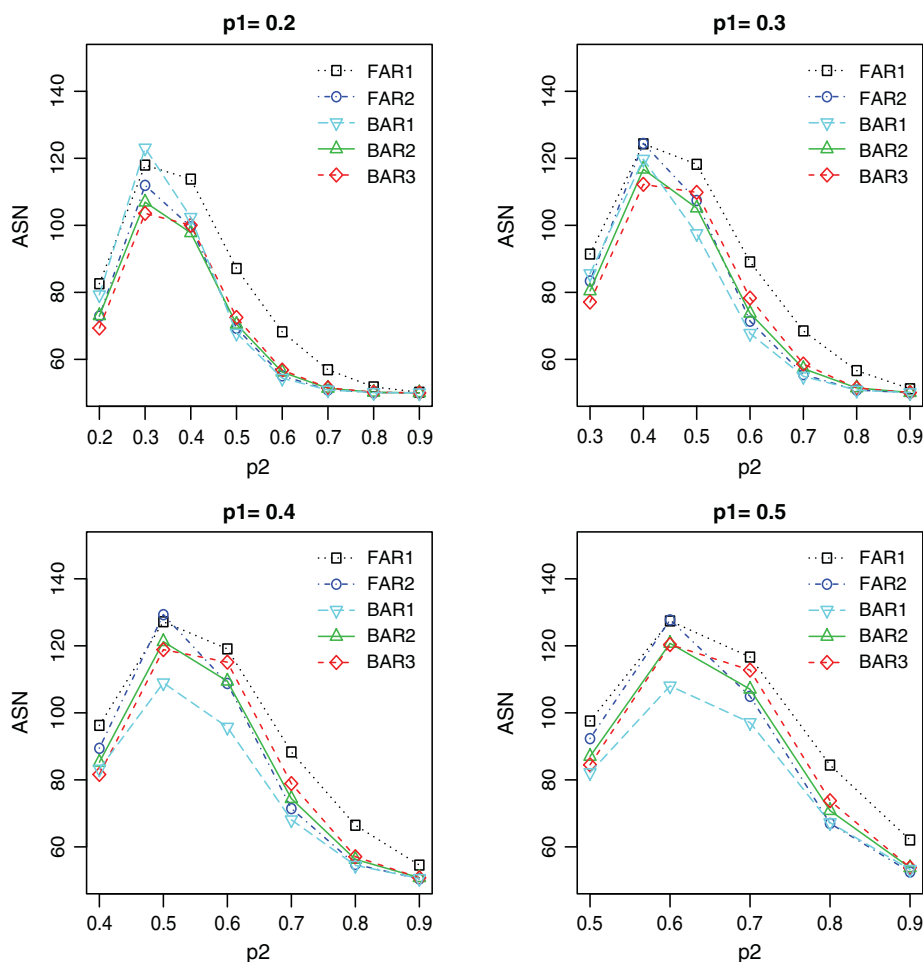 p1= 0.2
ASN
140
120
100
80
60
FAR1
FAR2
BAR1
BAR2
BAR3
0.2 0.3 0.4 0.5 0.6 0.7 0.8 0.9
p2
p1= 0.3
ASN
140
120
100
80
60
FAR1
FAR2
BAR1
BAR2
BAR3
0.3 0.4 0.5 0.6 0.7 0.8 0.9
p2
p1= 0.4
ASN
140
120
100
80
60
FAR1
FAR2
BAR1
BAR2
BAR3
0.4 0.5 0.6 0.7 0.8 0.9
p2
p1= 0.5
ASN
140
120
100
80
60
FAR1
FAR2
BAR1
BAR2
BAR3
0.5 0.6 0.7 0.8 0.9
p2